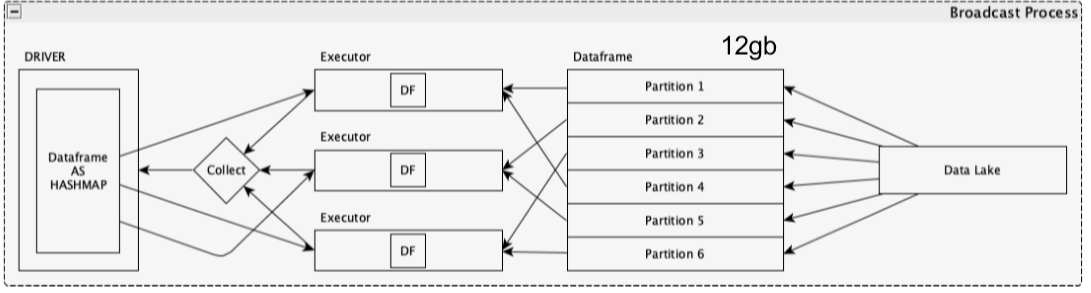 Broadcast Process
DRIVER
Dataframe
AS
HASHMAP
Collect
Executor
DF
Executor
DF
Executor
DF
Dataframe
12gb
Partition 1
Partition 2
Partition 3
Partition 4
Partition 5
Partition 6
Data Lake